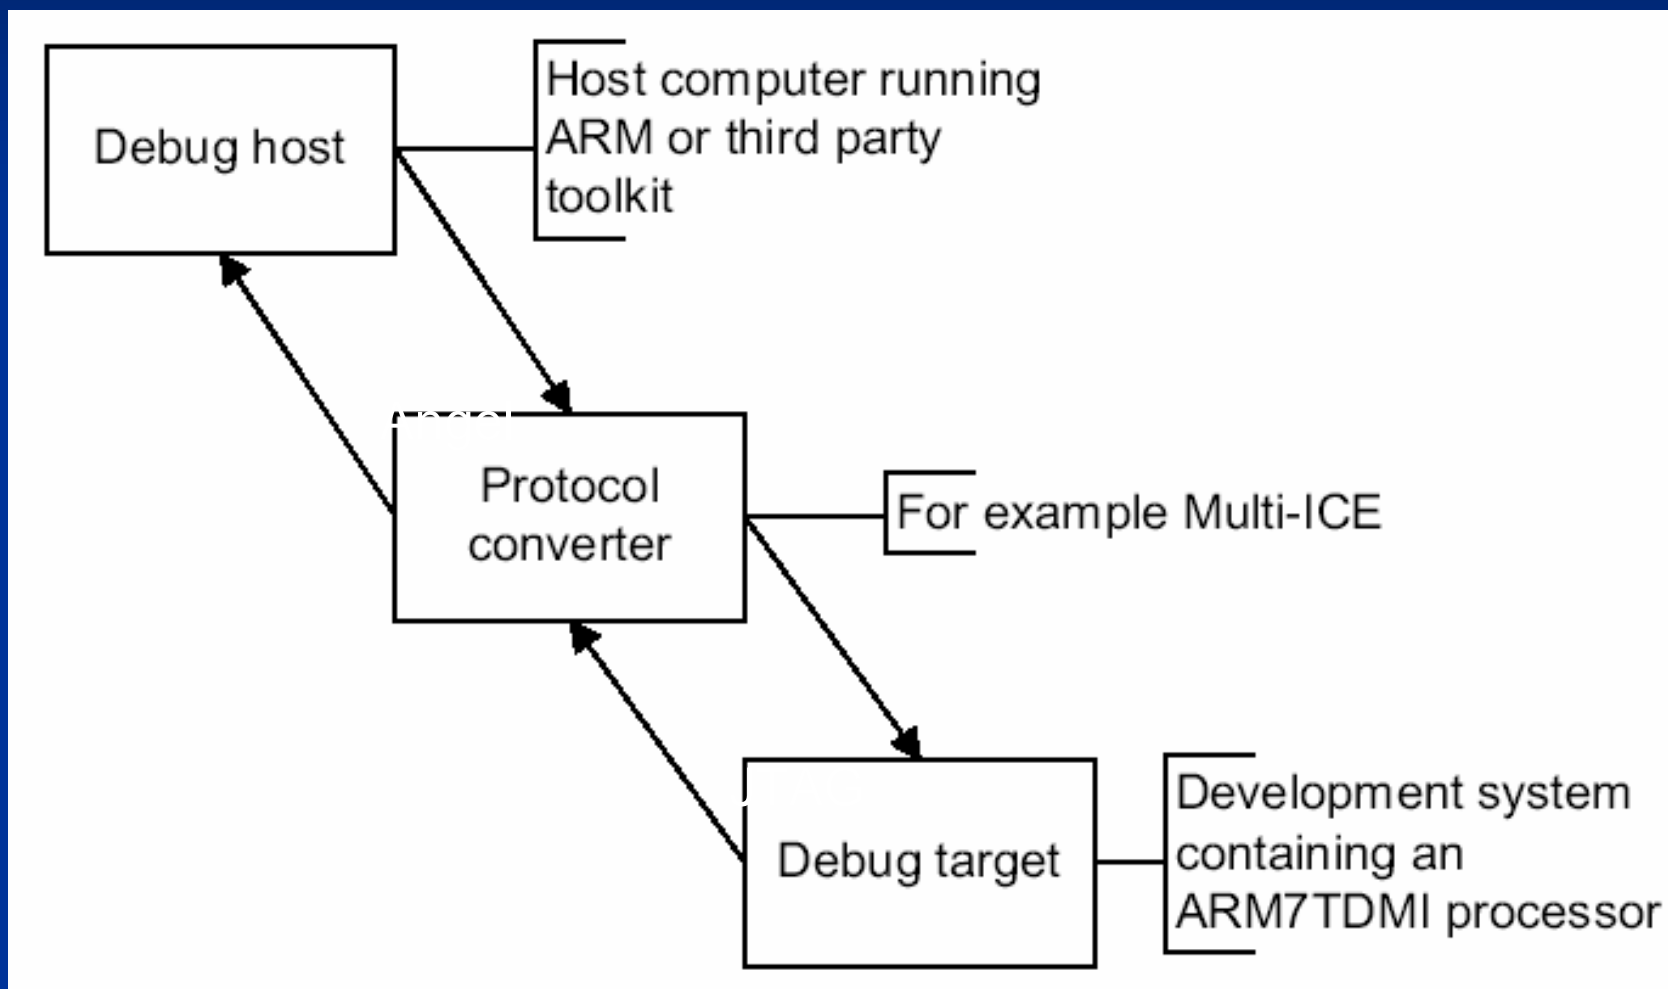 Debug host
Host computer running
ARM or third party
toolkit
Angel
Protocol
converter
For example Multi-ICE
Debug target
Development system
containing an
ARM7TDMI processor